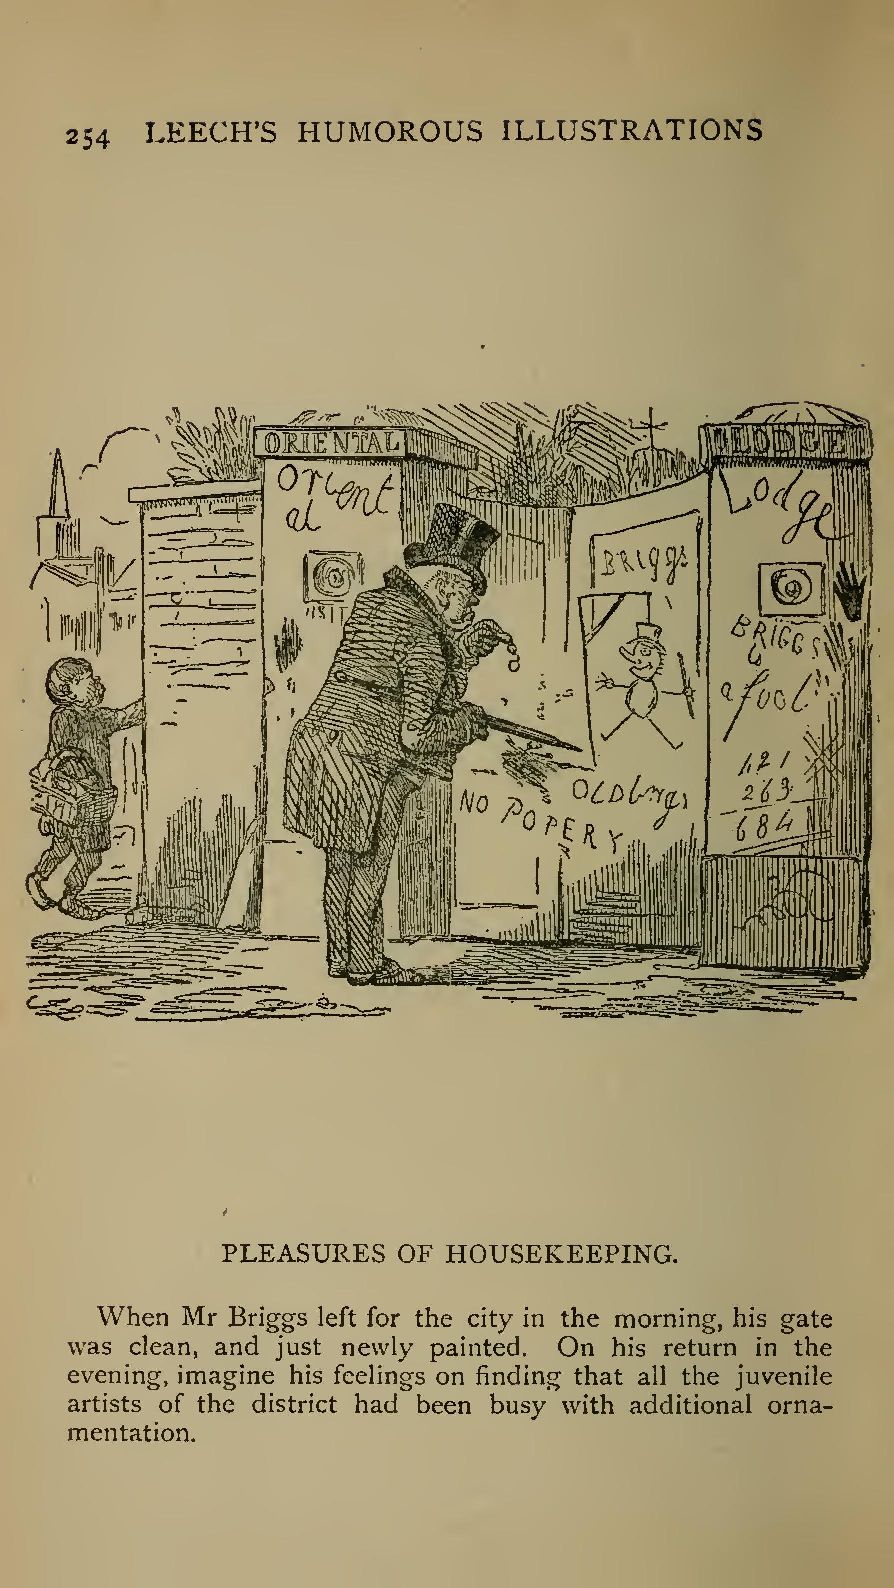 254 LEECH'S HUMOROUS ILLUSTRATIONS
ORIENTAL
LODGE
Orient
al
Lodge
BRIGGS
BRIGGS
a fool
421
263
684
NO POPERY
OLD brigs
PLEASURES OF HOUSEKEEPING.
When Mr Briggs left for the city in the morning, his gate
was clean, and just newly painted. On his return in the
evening, imagine his feelings on finding that all the juvenile
artists of the district had been busy with additional orna-
mentation.